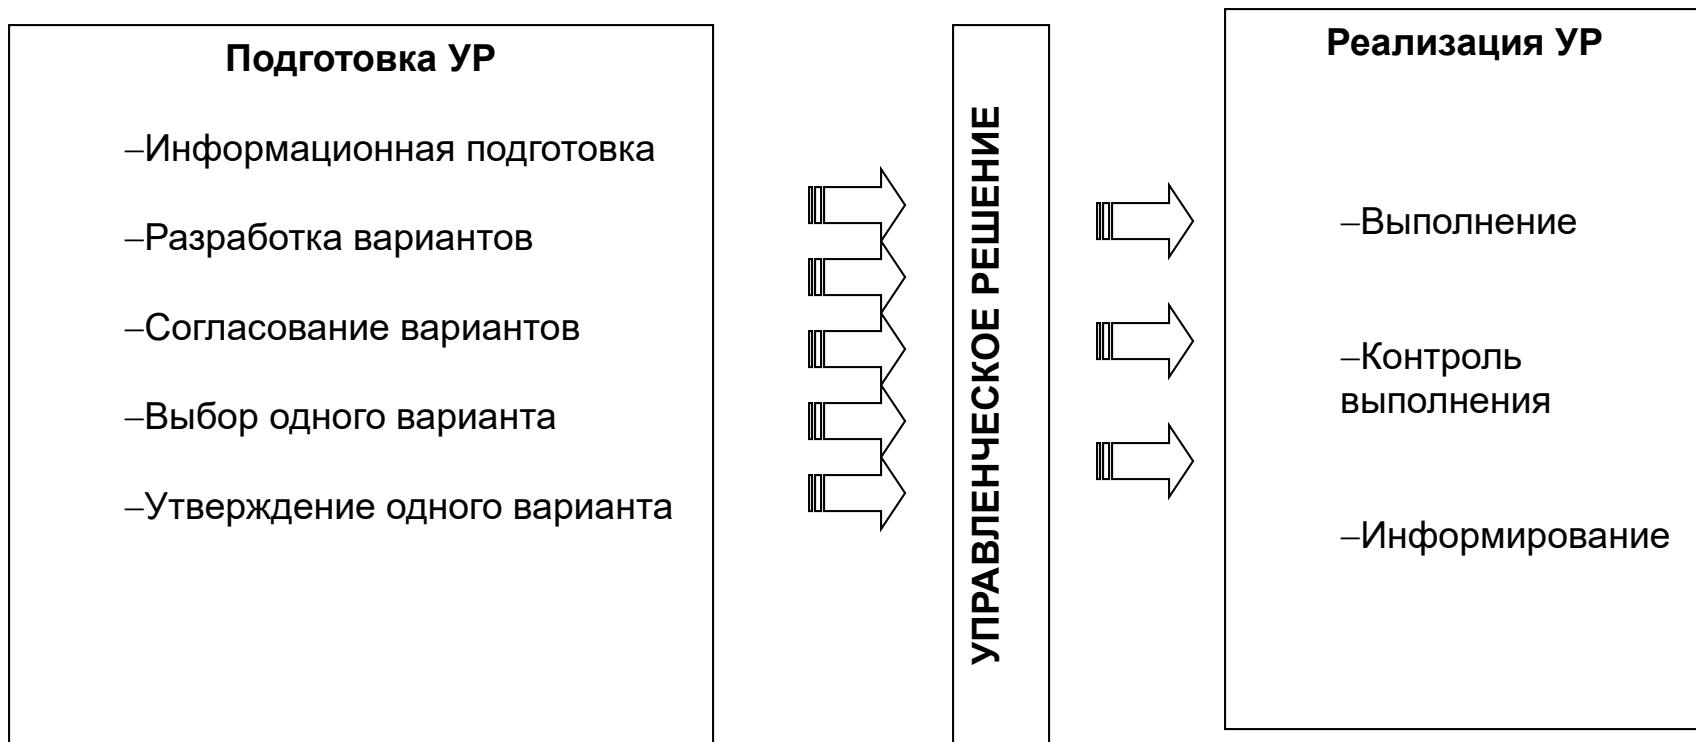 Подготовка УР
–Информационная подготовка
–Разработка вариантов
–Согласование вариантов
–Выбор одного варианта
–Утверждение одного варианта
УПРАВЛЕНЧЕСКОЕ РЕШЕНИЕ
Реализация УР
–Выполнение
–Контроль
выполнения
–Информирование